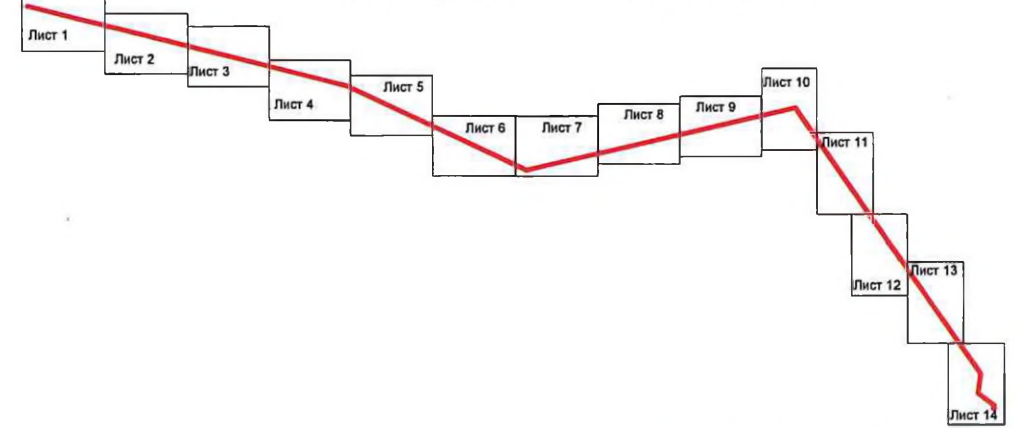 Лист 1
Лист 2
Лист 3
Лист 4
Лист 5
Лист 6
Лист 7
Лист 8
Лист 9
Лист 10
Лист 11
Лист 12
Лист 13
Лист 14